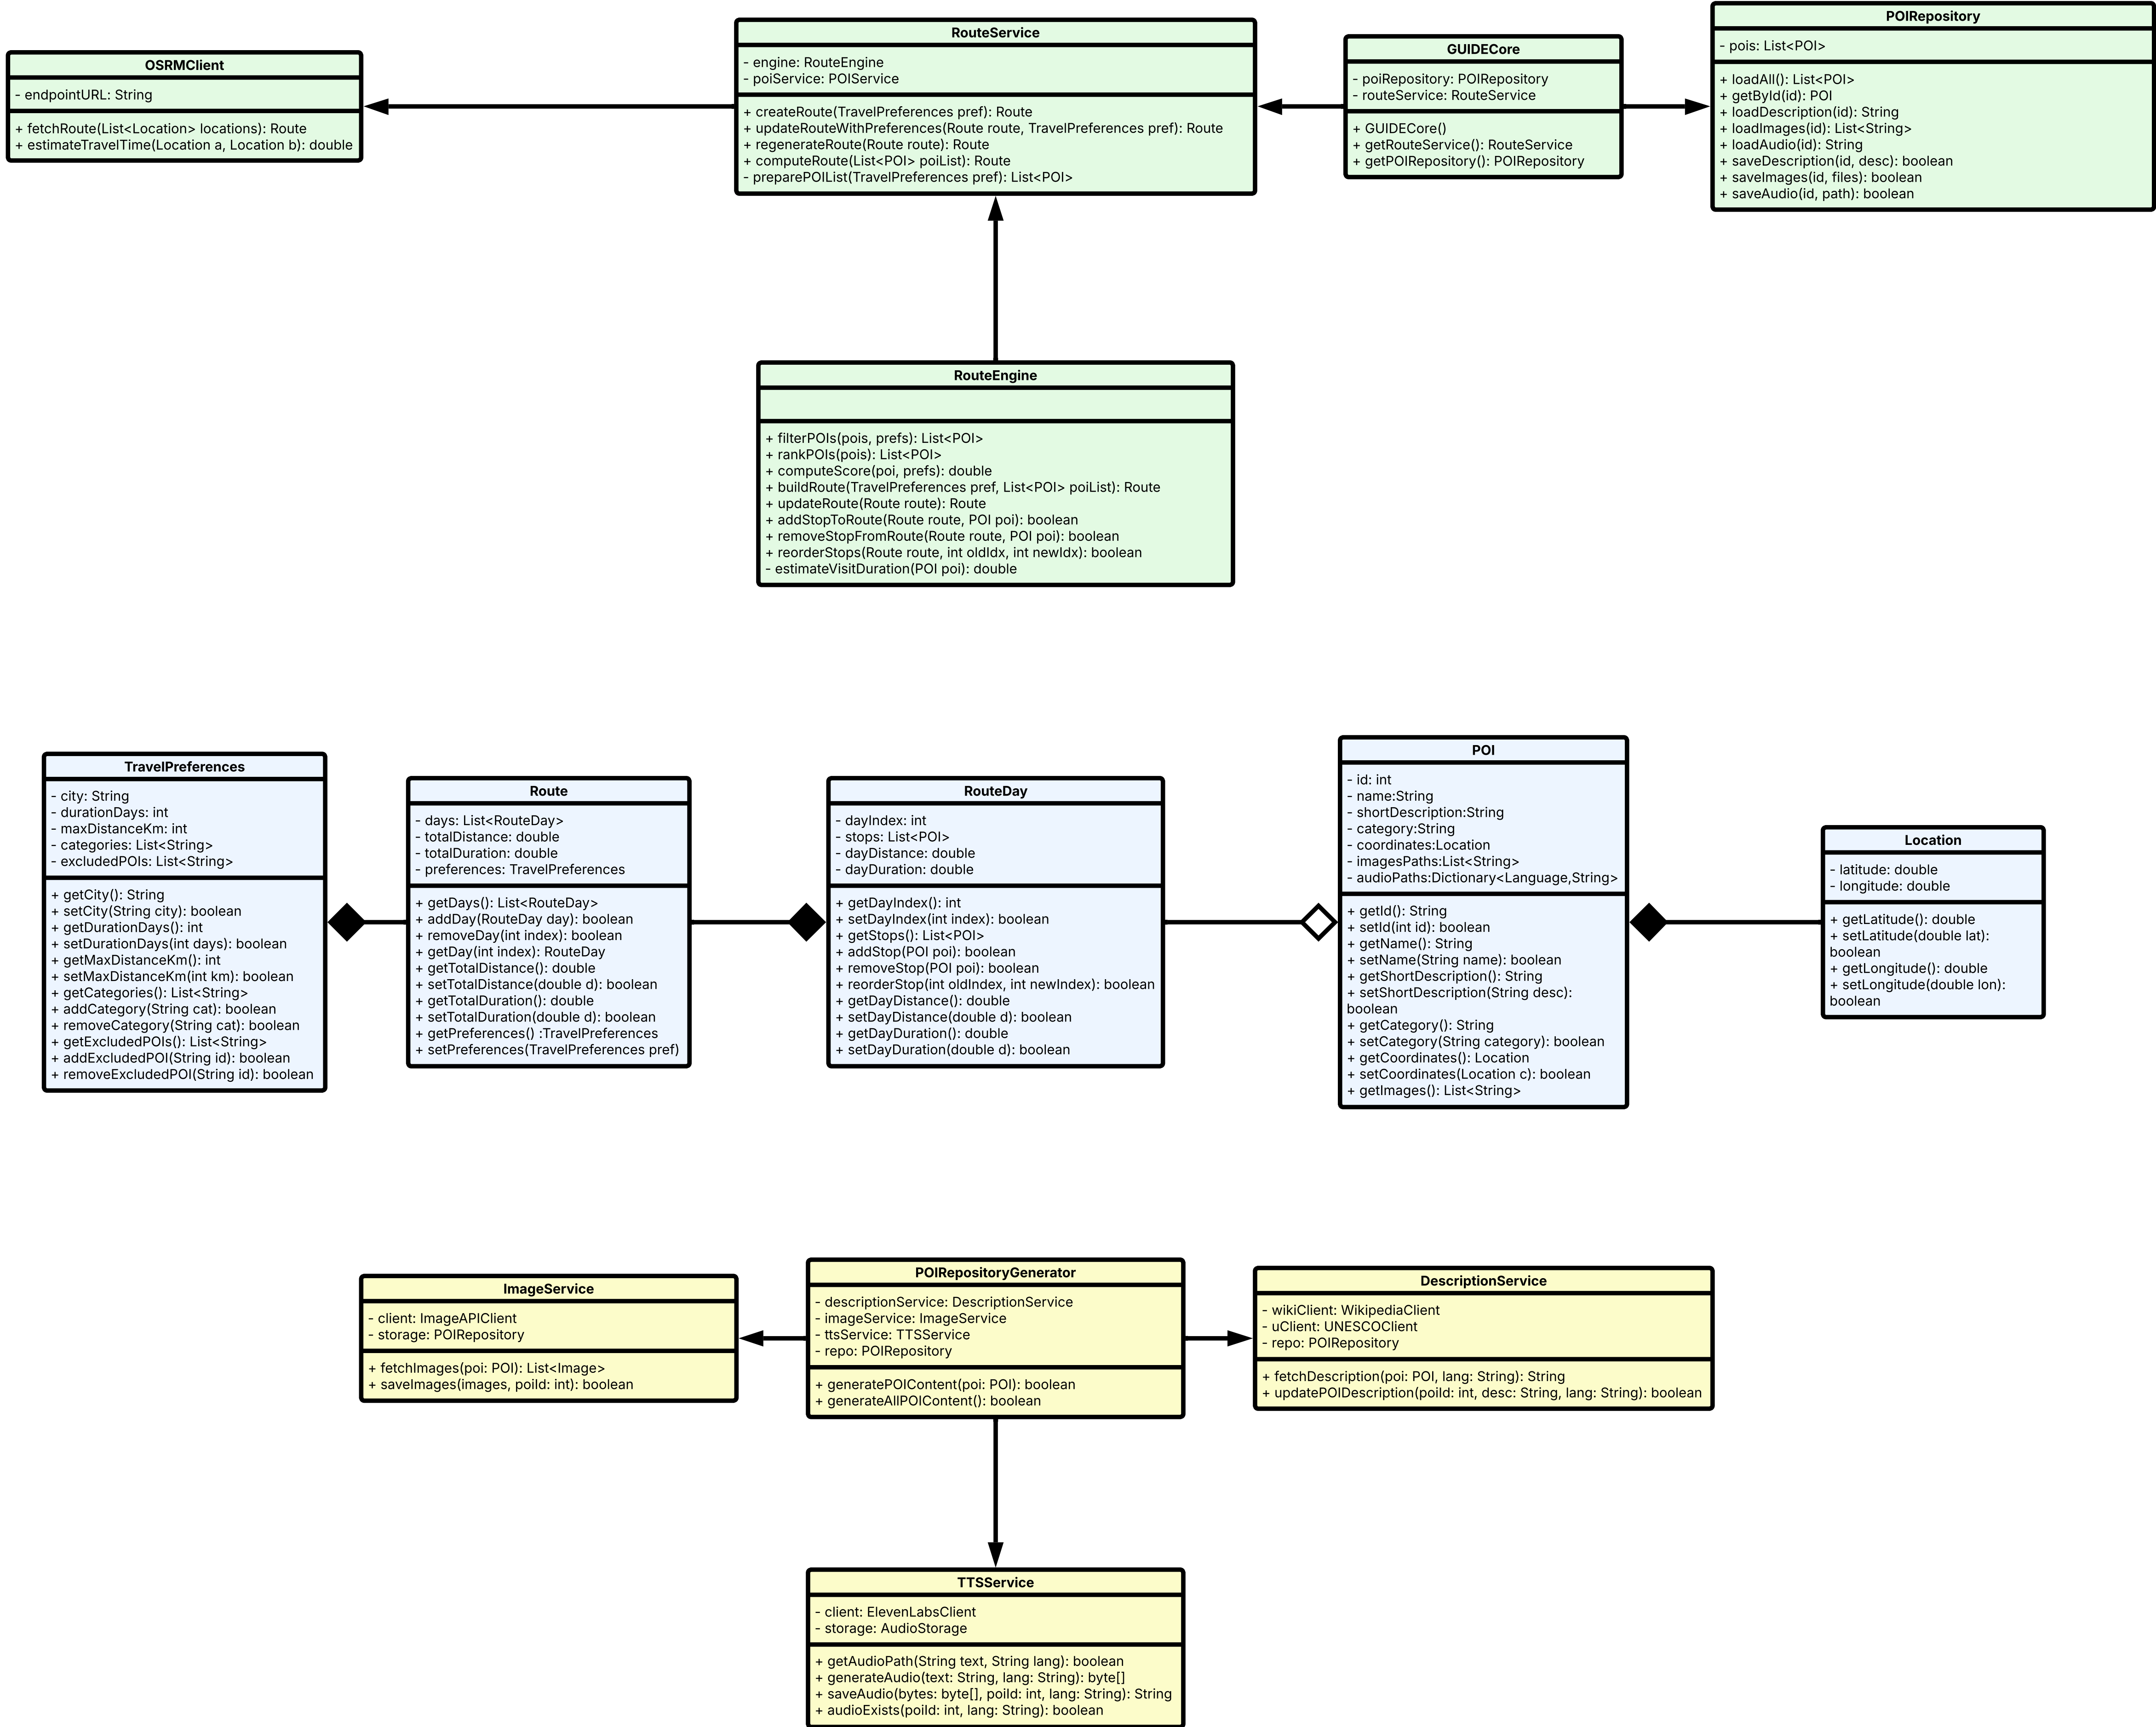 OSRMClient
- endpointURL: String
+ fetchRoute(List<Location> locations): Route
+ estimateTravelTime(Location a, Location b): double
RouteService
- engine: RouteEngine
- poiService: POIService
+ createRoute(TravelPreferences pref): Route
+ updateRouteWithPreferences(Route route, TravelPreferences pref): Route
+ regenerateRoute(Route route): Route
+ computeRoute(List<POI> poiList): Route
- preparePOIList(TravelPreferences pref): List<POI>
GUIDECore
- poiRepository: POIRepository
- routeService: RouteService
+ GUIDECore()
+ getRouteService(): RouteService
+ getPOIRepository(): POIRepository
POIRepository
- pois: List<POI>
+ loadAll(): List<POI>
+ getById(id): POI
+ loadDescription(id): String
+ loadImages(id): List<String>
+ loadAudio(id): String
+ saveDescription(id, desc): boolean
+ saveImages(id, files): boolean
+ saveAudio(id, path): boolean
RouteEngine
+ filterPOIs(pois, prefs): List<POI>
+ rankPOIs(pois): List<POI>
+ computeScore(poi, prefs): double
+ buildRoute(TravelPreferences pref, List<POI> poiList): Route
+ updateRoute(Route route): Route
+ addStopToRoute(Route route, POI poi): boolean
+ removeStopFromRoute(Route route, POI poi): boolean
+ reorderStops(Route route, int oldIdx, int newIdx): boolean
- estimateVisitDuration(POI poi): double
TravelPreferences
- city: String
- durationDays: int
- maxDistanceKm: int
- categories: List<String>
- excludedPOIs: List<String>
+ getCity(): String
+ setCity(String city): boolean
+ getDurationDays(): int
+ setDurationDays(int days): boolean
+ getMaxDistanceKm(): int
+ setMaxDistanceKm(int km): boolean
+ getCategories(): List<String>
+ addCategory(String cat): boolean
+ removeCategory(String cat): boolean
+ getExcludedPOIs(): List<String>
+ addExcludedPOI(String id): boolean
+ removeExcludedPOI(String id): boolean
Route
- days: List<RouteDay>
- totalDistance: double
- totalDuration: double
- preferences: TravelPreferences
+ getDays(): List<RouteDay>
+ addDay(RouteDay day): boolean
+ removeDay(int index): boolean
+ getDay(int index): RouteDay
+ getTotalDistance(): double
+ setTotalDistance(double d): boolean
+ getTotalDuration(): double
+ setTotalDuration(double d): boolean
+ getPreferences() :TravelPreferences
+ setPreferences(TravelPreferences pref)
RouteDay
- dayIndex: int
- stops: List<POI>
- dayDistance: double
- dayDuration: double
+ getDayIndex(): int
+ setDayIndex(int index): boolean
+ getStops(): List<POI>
+ addStop(POI poi): boolean
+ removeStop(POI poi): boolean
+ reorderStop(int oldIndex, int newIndex): boolean
+ getDayDistance(): double
+ setDayDistance(double d): boolean
+ getDayDuration(): double
+ setDayDuration(double d): boolean
POI
- id: int
- name:String
- shortDescription:String
- category:String
- coordinates:Location
- imagesPaths:List<String>
- audioPaths:Dictionary<Language,String>
+ getId(): String
+ setId(int id): boolean
+ getName(): String
+ setName(String name): boolean
+ getShortDescription(): String
+ setShortDescription(String desc):
boolean
+ getCategory(): String
+ setCategory(String category): boolean
+ getCoordinates(): Location
+ setCoordinates(Location c): boolean
+ getImages(): List<String>
Location
- latitude: double
- longitude: double
+ getLatitude(): double
+ setLatitude(double lat):
boolean
+ getLongitude(): double
+ setLongitude(double lon):
boolean
ImageService
- client: ImageAPIClient
- storage: POIRepository
+ fetchImages(poi: POI): List<Image>
+ saveImages(images, poiId: int): boolean
POIRepositoryGenerator
- descriptionService: DescriptionService
- imageService: ImageService
- ttsService: TTSService
- repo: POIRepository
+ generatePOIContent(poi: POI): boolean
+ generateAllPOIContent(): boolean
DescriptionService
- wikiClient: WikipediaClient
- uClient: UNESCOClient
- repo: POIRepository
+ fetchDescription(poi: POI, lang: String): String
+ updatePOIDescription(poiId: int, desc: String, lang: String): boolean
TTSService
- client: ElevenLabsClient
- storage: AudioStorage
+ getAudioPath(String text, String lang): boolean
+ generateAudio(text: String, lang: String): byte[]
+ saveAudio(bytes: byte[], poiId: int, lang: String): String
+ audioExists(poiId: int, lang: String): boolean